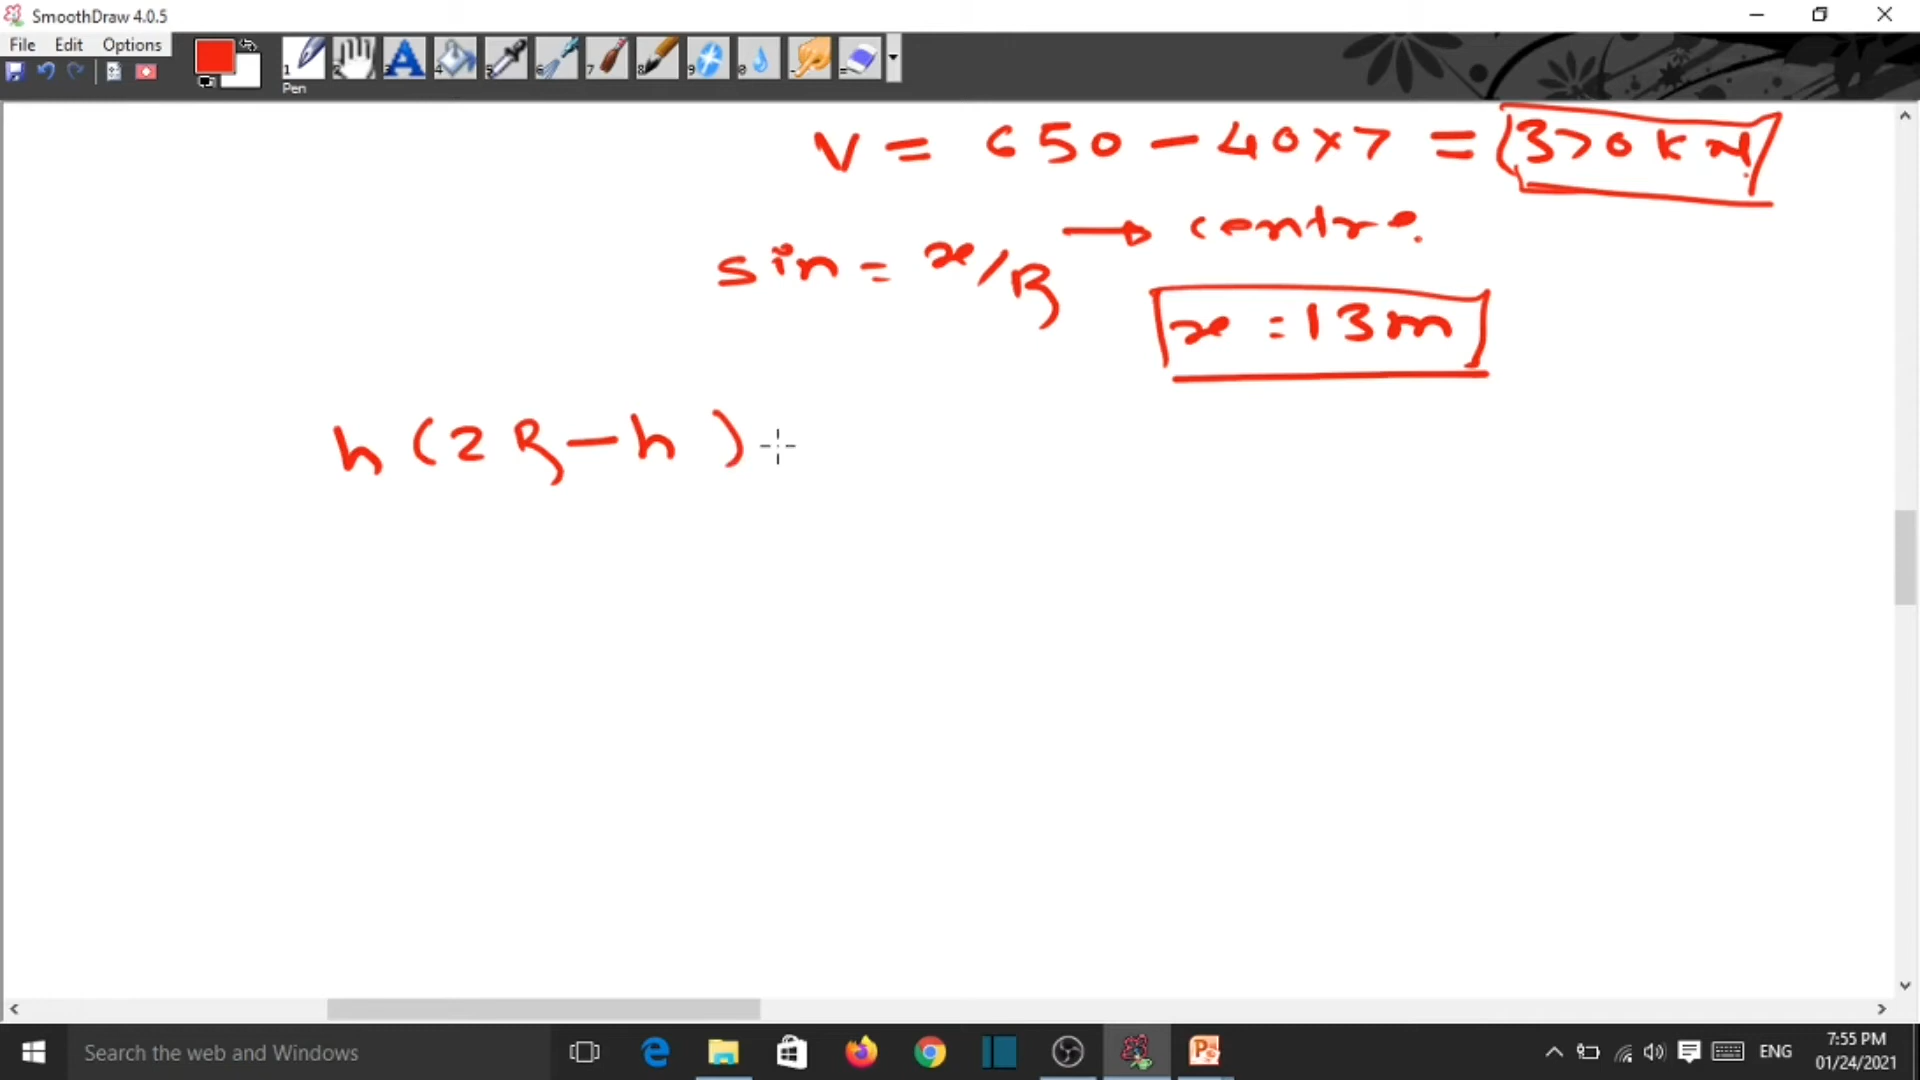 SmoothDraw 4.0.5
File Edit Options
Pen
V = 650 - 40 x 7 = 370 kN
sin = x/R → centre.
x = 13m
h (2R - h)
Search the web and Windows
ENG
7:55 PM
01/24/2021